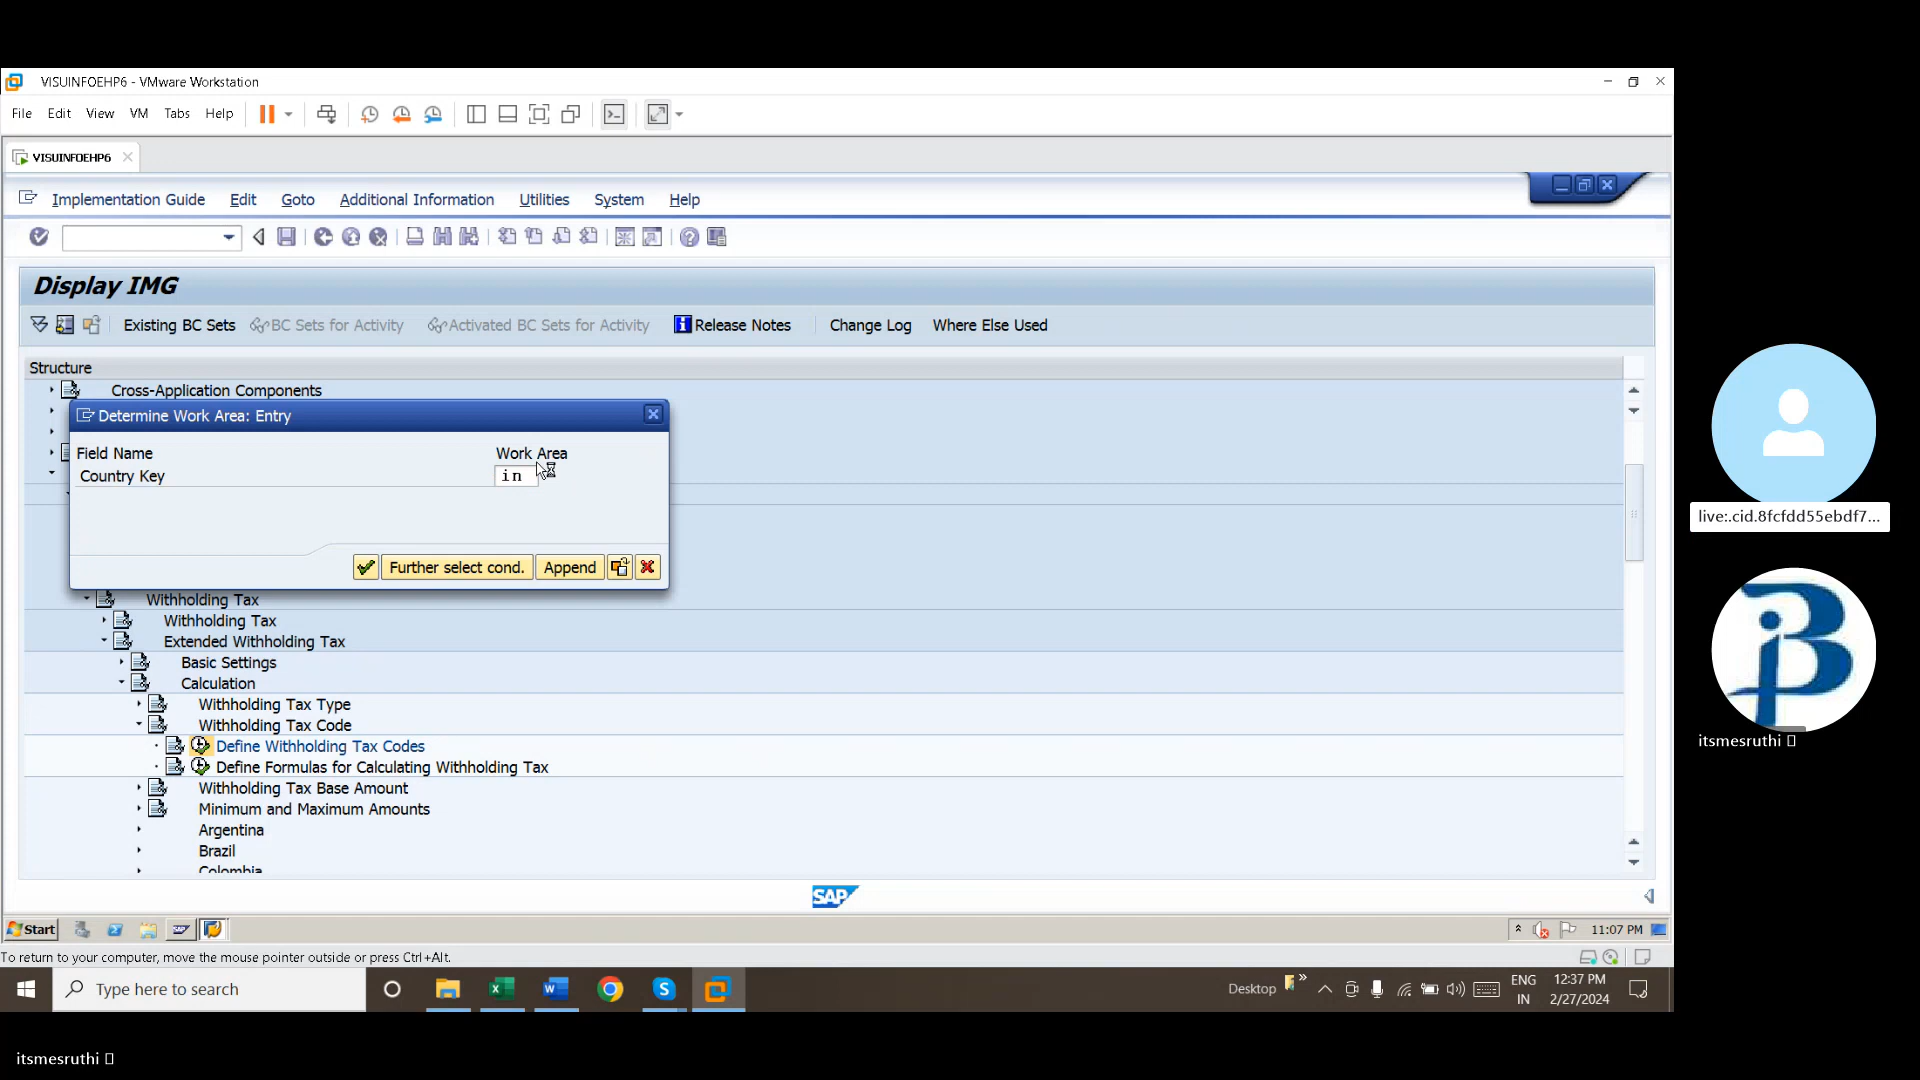 VISUINFOEHP6 - VMware Workstation
File Edit View VM Tabs Help
VISUINFOEHP6
Implementation Guide Edit Goto Additional Information Utilities System Help
Display IMG
Existing BC Sets BC Sets for Activity Activated BC Sets for Activity Release Notes Change Log Where Else Used
Structure
Cross-Application Components
Determine Work Area: Entry
Field Name Work Area
Country Key in
Further select cond. Append
Withholding Tax
Withholding Tax
Extended Withholding Tax
Basic Settings
Calculation
Withholding Tax Type
Withholding Tax Code
Define Withholding Tax Codes
Define Formulas for Calculating Withholding Tax
Withholding Tax Base Amount
Minimum and Maximum Amounts
Argentina
Brazil
Colombia
SAP
Start 11:07 PM
To return to your computer, move the mouse pointer outside or press Ctrl+Alt.
Type here to search Desktop ENG IN 12:37 PM 2/27/2024
live:.cid.8fcfdd55ebdf7...
itsmesruthi
itsmesruthi